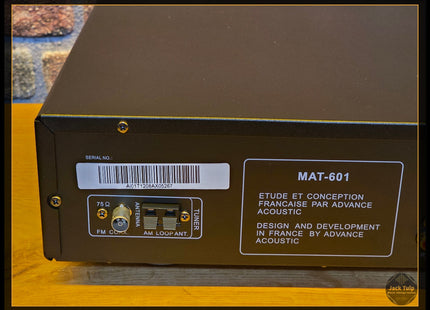 SERIAL NO.:
A01T1208AX05267
75 Ω
ANTENNA
TUNER
FM COAX
AM LOOP ANT.
MAT-601
ETUDE ET CONCEPTION
FRANCAISE PAR ADVANCE
ACOUSTIC
DESIGN AND DEVELOPMENT
IN FRANCE BY ADVANCE
ACOUSTIC
Jack Tulp